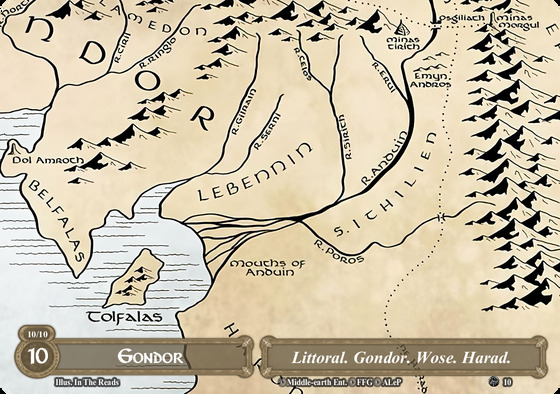 LAMEDON
Osgiliath
Minas
Morgul
R.Ciril
R.Ringlo
R.Celos
Minas
Tirith
R.Erui
Emyn
Arnos
NDOR
R.Gilrain
R.Serni
R.Sirith
R.Anduin
Dol Amroth
LEBENNIN
S.ITHILIEN
BELFALAS
R.Poros
Mouths of
Anduin
Tolfalas
H
10/10
10
GONDOR
Littoral. Gondor. Wose. Harad.
Illus. In The Reads
© Middle-earth Ent. © FFG © ALeP
10